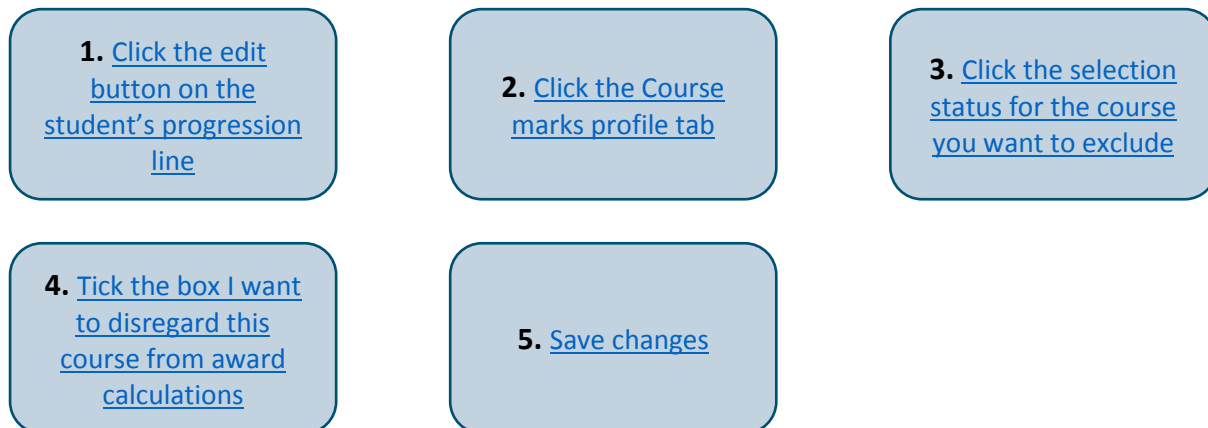 1. Click the edit
button on the
student’s progression
line
2. Click the Course
marks profile tab
3. Click the selection
status for the course
you want to exclude
4. Tick the box I want
to disregard this
course from award
calculations
5. Save changes